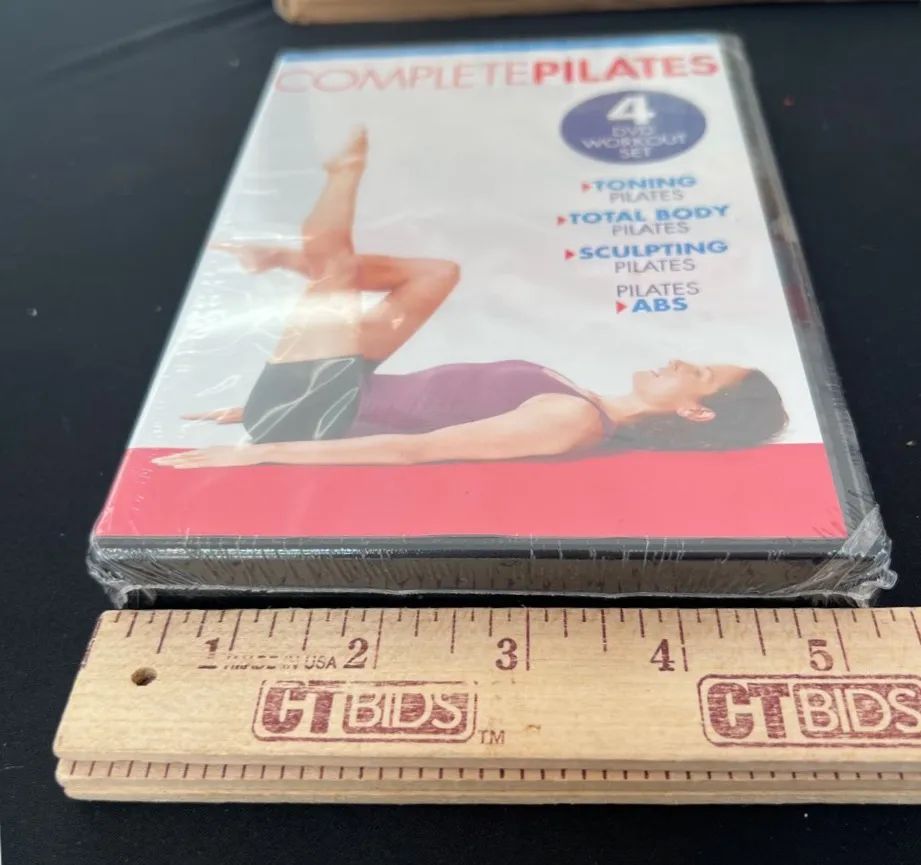 COMPLETEPILATES
4
DVD
WORKOUT
SET
TONING
PILATES
TOTAL BODY
PILATES
SCULPTING
PILATES
PILATES
ABS
1 MADE IN USA 2 3 4 5
CTBIDS TM CTBIDS